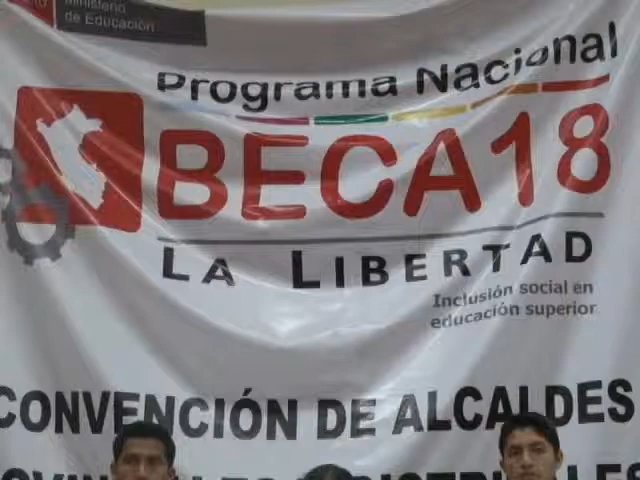 Ministerio
de Educación
Programa Nacional
BECA18
LA LIBERTAD
Inclusión social en
educación superior
CONVENCIÓN DE ALCALDES